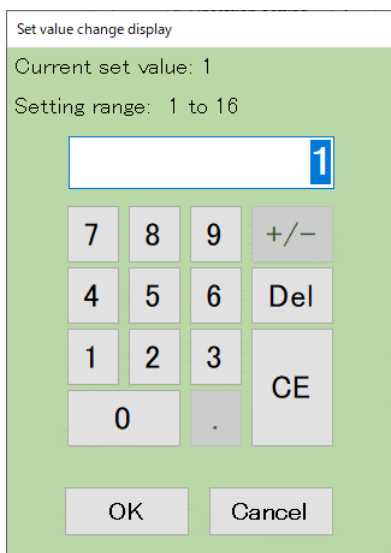 Set value change display
Current set value: 1
Setting range: 1 to 16
1
7 8 9 +/-
4 5 6 Del
1 2 3
CE
0 .
OK Cancel